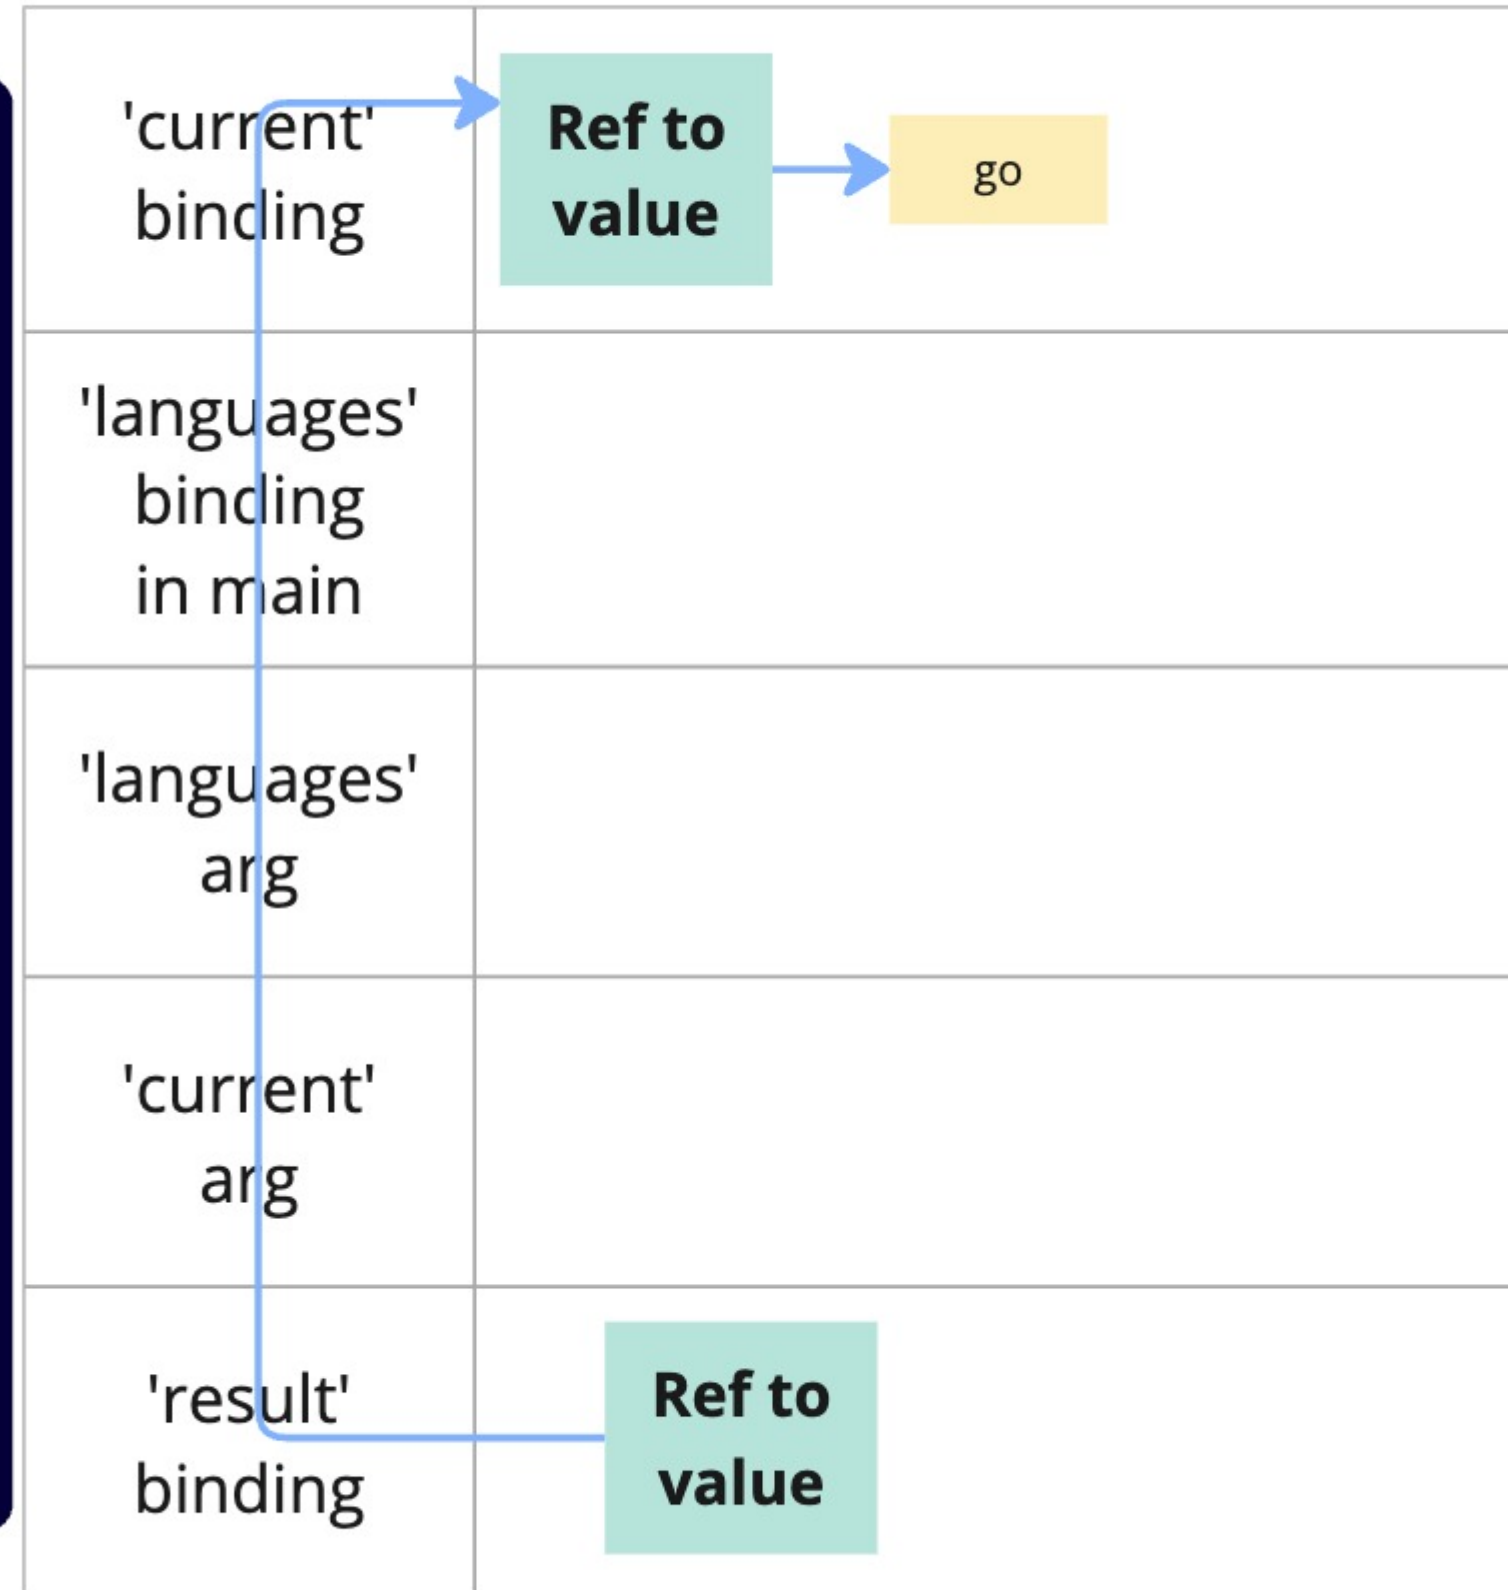 'current'
binding
Ref to
value
go
'languages'
binding
in main
'languages'
arg
'current'
arg
'result'
binding
Ref to
value